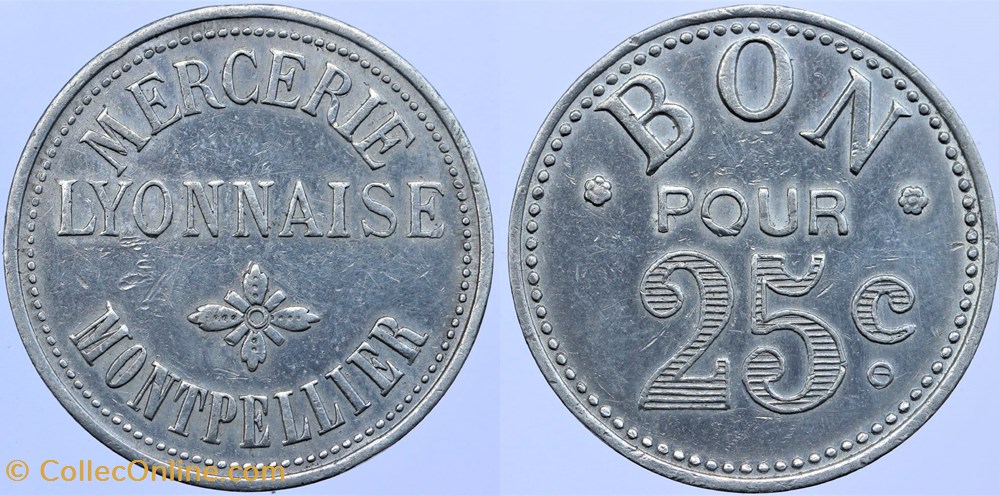 MERCERIE
LYONNAISE
MONTPELLIER
BON
POUR
25c.
© CollecOnline.com